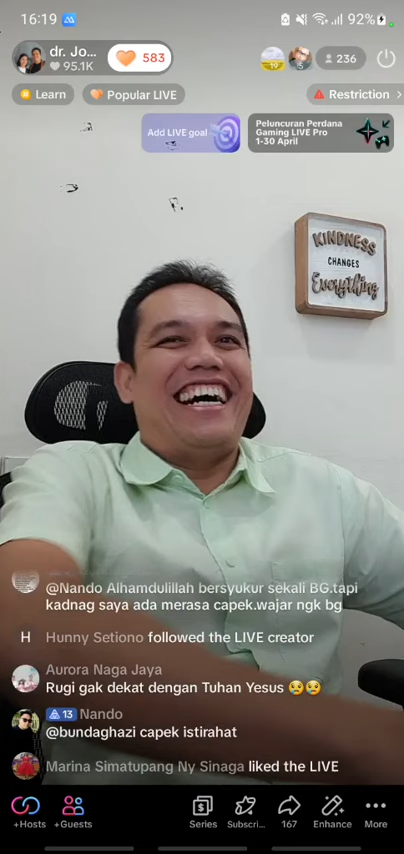 16:19
92%
dr. Jo...
95.1K
583
10
5
236
Learn
Popular LIVE
Restriction
Add LIVE goal
Peluncuran Perdana
Gaming LIVE Pro
1-30 April
KINDNESS
CHANGES
Everything
@Nando Alhamdulillah bersyukur sekali BG.tapi
kadnag saya ada merasa capek.wajar ngk bg
H Hunny Setiono followed the LIVE creator
Aurora Naga Jaya
Rugi gak dekat dengan Tuhan Yesus 😢😢
13 Nando
@bundaghazi capek istirahat
Marina Simatupang Ny Sinaga liked the LIVE
+Hosts
+Guests
Series
Subscri...
167
Enhance
More